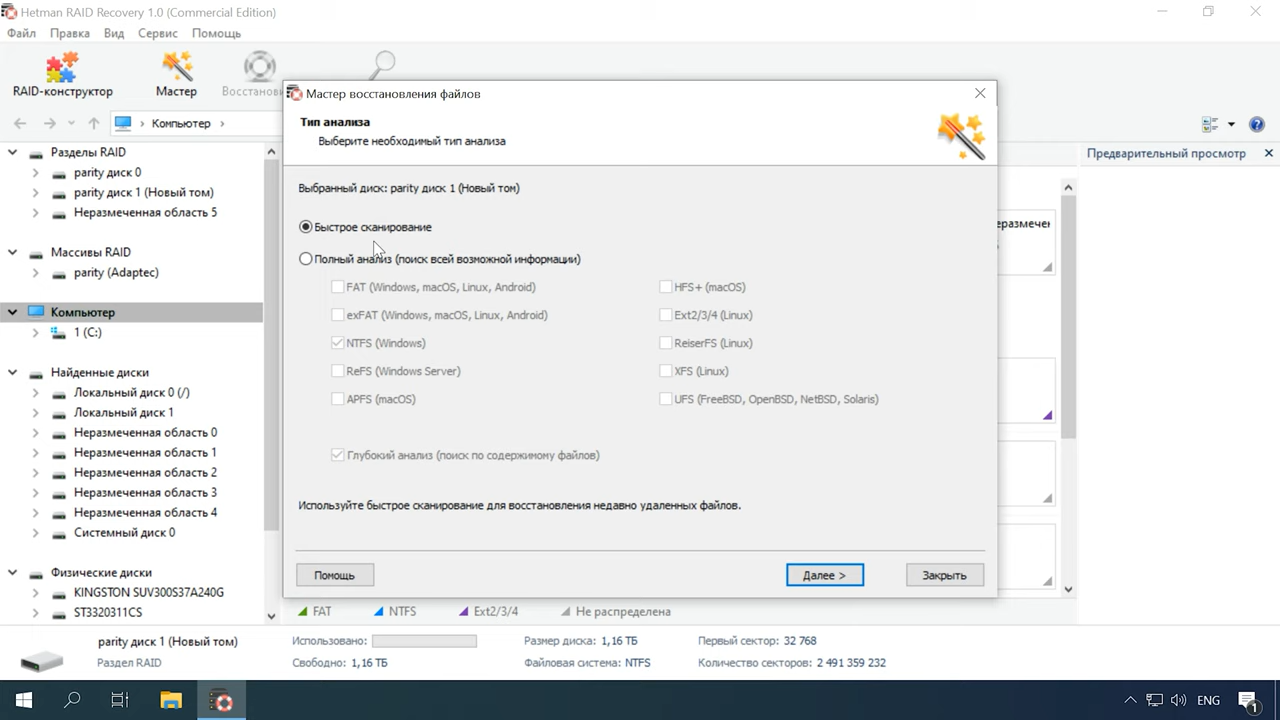 Hetman RAID Recovery 1.0 (Commercial Edition)
Файл Правка Вид Сервис Помощь
RAID-конструктор
Мастер
Восстанов
Компьютер
Разделы RAID
parity диск 0
parity диск 1 (Новый том)
Неразмеченная область 5
Массивы RAID
parity (Adaptec)
Компьютер
1 (C:)
Найденные диски
Локальный диск 0 (/)
Локальный диск 1
Неразмеченная область 0
Неразмеченная область 1
Неразмеченная область 2
Неразмеченная область 3
Неразмеченная область 4
Системный диск 0
Физические диски
KINGSTON SUV300S37A240G
ST3320311CS
Мастер восстановления файлов
Тип анализа
Выберите необходимый тип анализа
Выбранный диск: parity диск 1 (Новый том)
Быстрое сканирование
Полный анализ (поиск всей возможной информации)
FAT (Windows, macOS, Linux, Android)
HFS+ (macOS)
exFAT (Windows, macOS, Linux, Android)
Ext2/3/4 (Linux)
NTFS (Windows)
ReiserFS (Linux)
ReFS (Windows Server)
XFS (Linux)
APFS (macOS)
UFS (FreeBSD, OpenBSD, NetBSD, Solaris)
Глубокий анализ (поиск по содержимому файлов)
Используйте быстрое сканирование для восстановления недавно удаленных файлов.
Помощь
Далее >
Закрыть
Предварительный просмотр
еразмечен
FAT NTFS Ext2/3/4 Не распределена
parity диск 1 (Новый том)
Раздел RAID
Использовано:
Свободно: 1,16 ТБ
Размер диска: 1,16 ТБ
Файловая система: NTFS
Первый сектор: 32 768
Количество секторов: 2 491 359 232
ENG
1